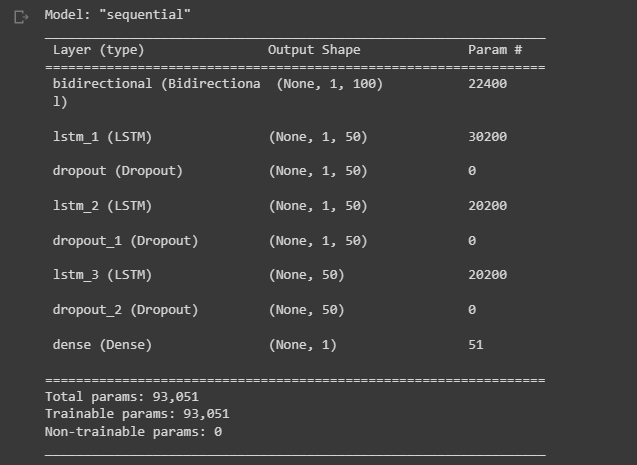 Model: "sequential"
_________________________________________________________________
Layer (type) Output Shape Param #
=================================================================
bidirectional (Bidirectiona (None, 1, 100) 22400
l)
lstm_1 (LSTM) (None, 1, 50) 30200
dropout (Dropout) (None, 1, 50) 0
lstm_2 (LSTM) (None, 1, 50) 20200
dropout_1 (Dropout) (None, 1, 50) 0
lstm_3 (LSTM) (None, 50) 20200
dropout_2 (Dropout) (None, 50) 0
dense (Dense) (None, 1) 51
=================================================================
Total params: 93,051
Trainable params: 93,051
Non-trainable params: 0
_________________________________________________________________